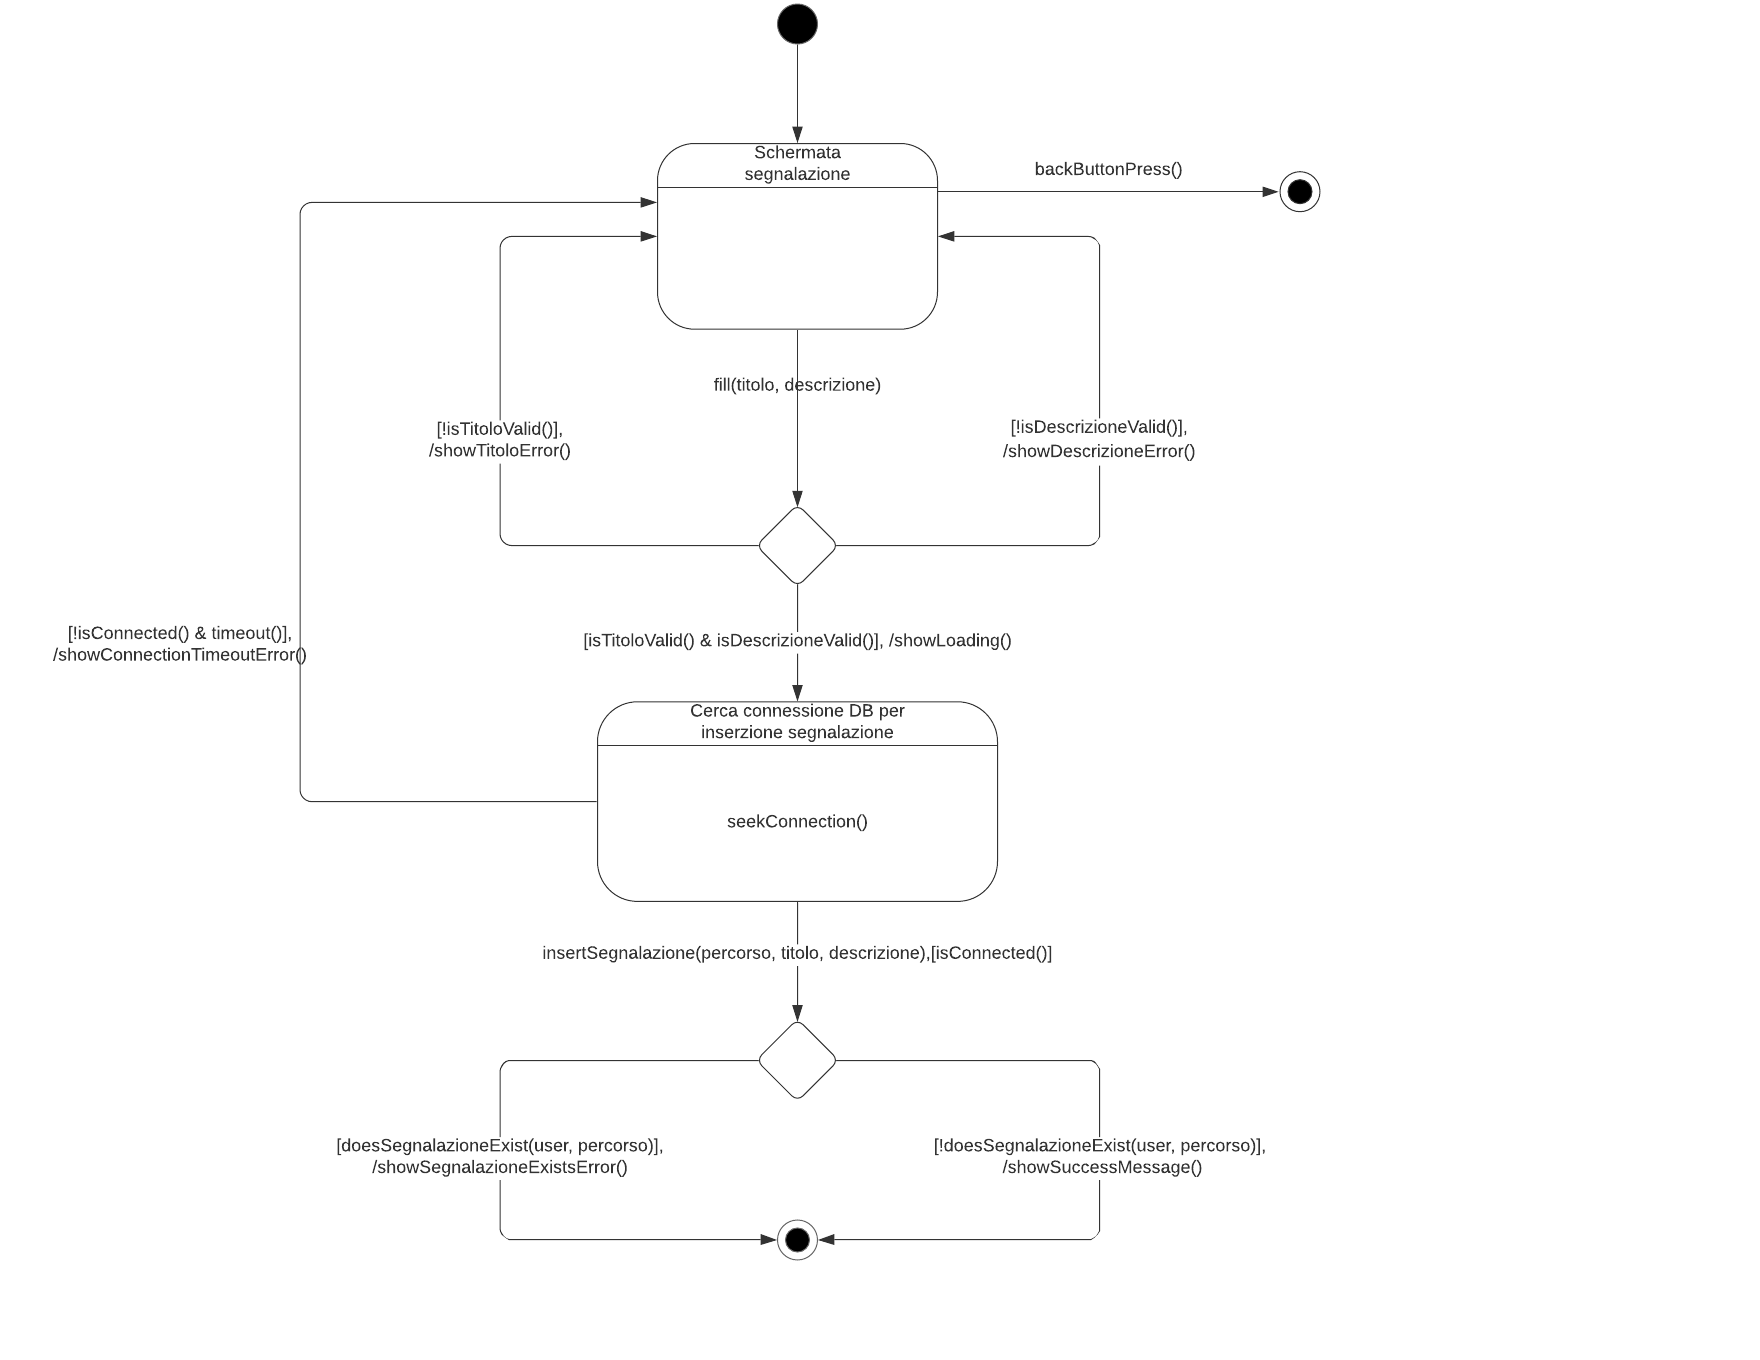 Schermata
segnalazione
backButtonPress()
fill(titolo, descrizione)
[!isTitoloValid()],
/showTitoloError()
[!isDescrizioneValid()],
/showDescrizioneError()
[!isConnected() & timeout()],
/showConnectionTimeoutError()
[isTitoloValid() & isDescrizioneValid()], /showLoading()
Cerca connessione DB per
inserzione segnalazione
seekConnection()
insertSegnalazione(percorso, titolo, descrizione),[isConnected()]
[doesSegnalazioneExist(user, percorso)],
/showSegnalazioneExistsError()
[!doesSegnalazioneExist(user, percorso)],
/showSuccessMessage()